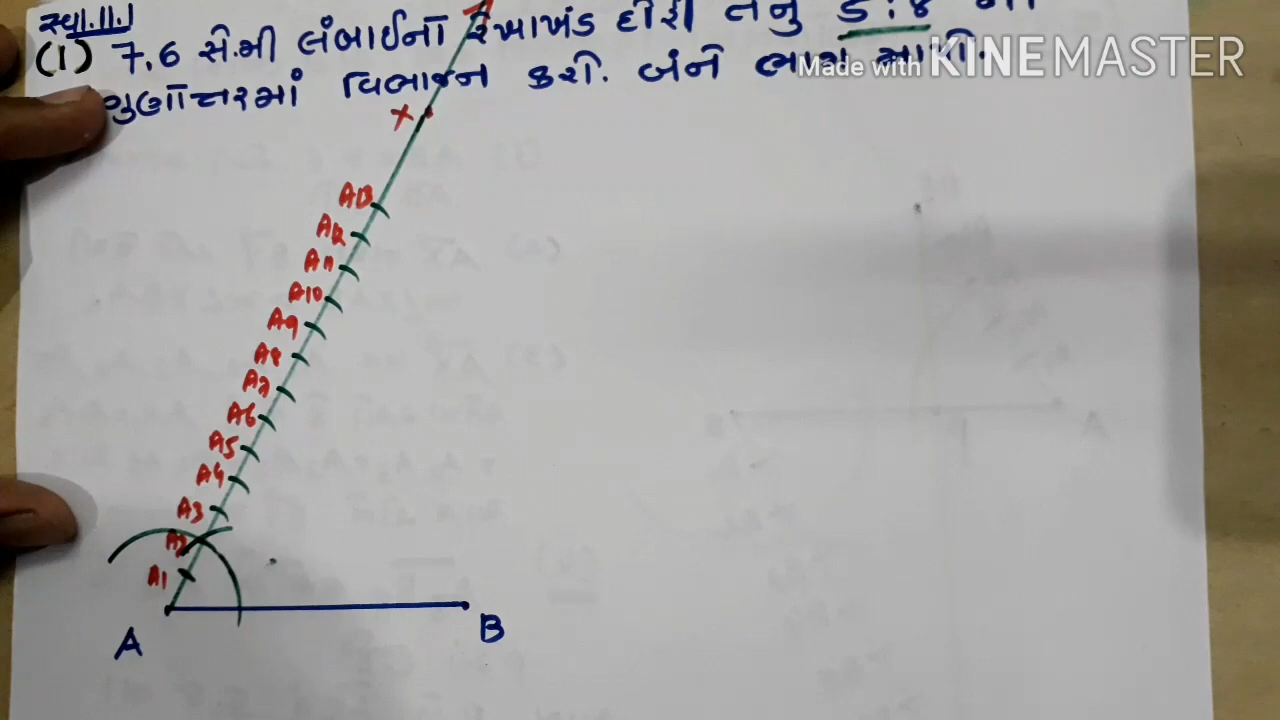 સ્વા.11.1
(1) 7.6 સે.મી લંબાઈનો રેખાખંડ દોરી તેનું 5:8 ના
ગુણોત્તરમાં વિભાજન કરો. બંને ભાગ માપો.
Made with KINEMASTER
X
A13
A12
A11
A10
A9
A8
A7
A6
A5
A4
A3
A2
A1
A B